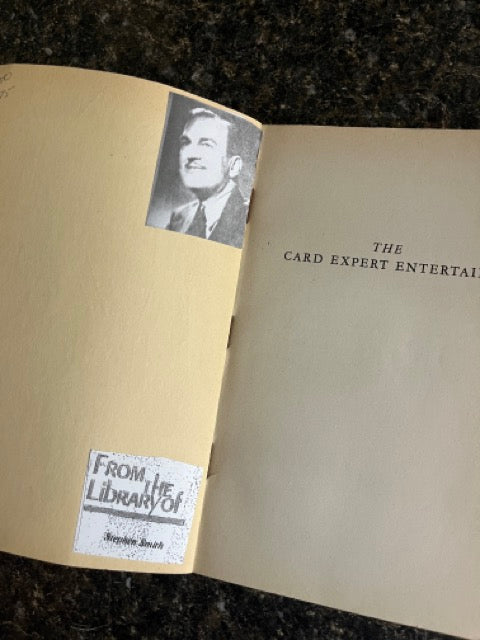 FROM THE
LiBRARY of
Stephen Smith
THE
CARD EXPERT ENTERTAI